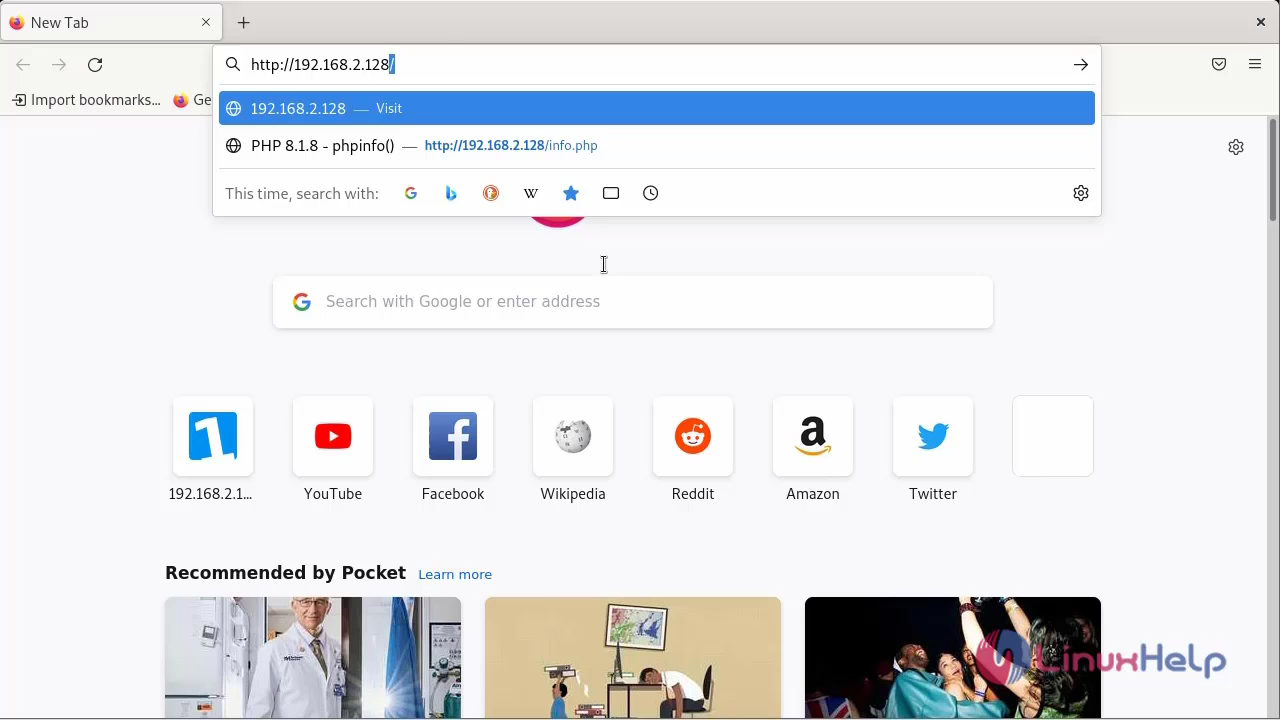 New Tab
http://192.168.2.128/
Import bookmarks... Ge
192.168.2.128 — Visit
PHP 8.1.8 - phpinfo() — http://192.168.2.128/info.php
This time, search with:
Search with Google or enter address
192.168.2.1... YouTube Facebook Wikipedia Reddit Amazon Twitter
Recommended by Pocket Learn more
LinuxHelp